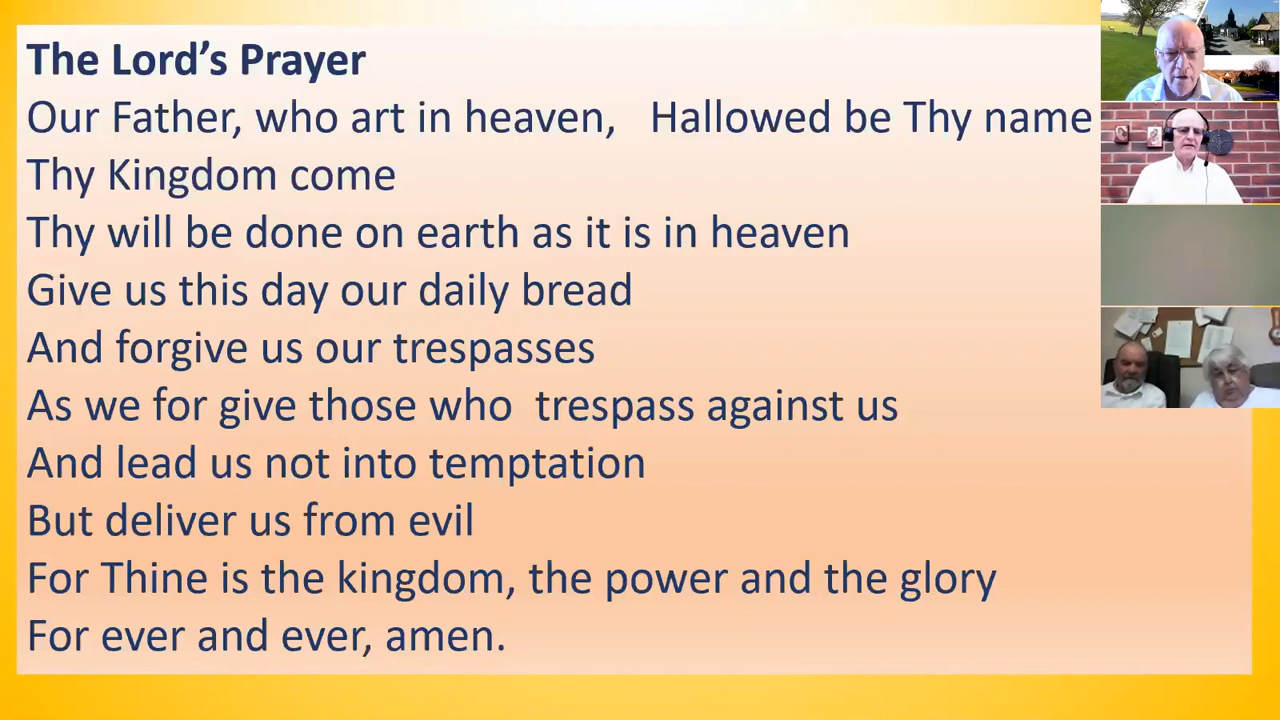 The Lord's Prayer
Our Father, who art in heaven,   Hallowed be Thy name
Thy Kingdom come
Thy will be done on earth as it is in heaven
Give us this day our daily bread
And forgive us our trespasses
As we for give those who  trespass against us
And lead us not into temptation
But deliver us from evil
For Thine is the kingdom, the power and the glory
For ever and ever, amen.